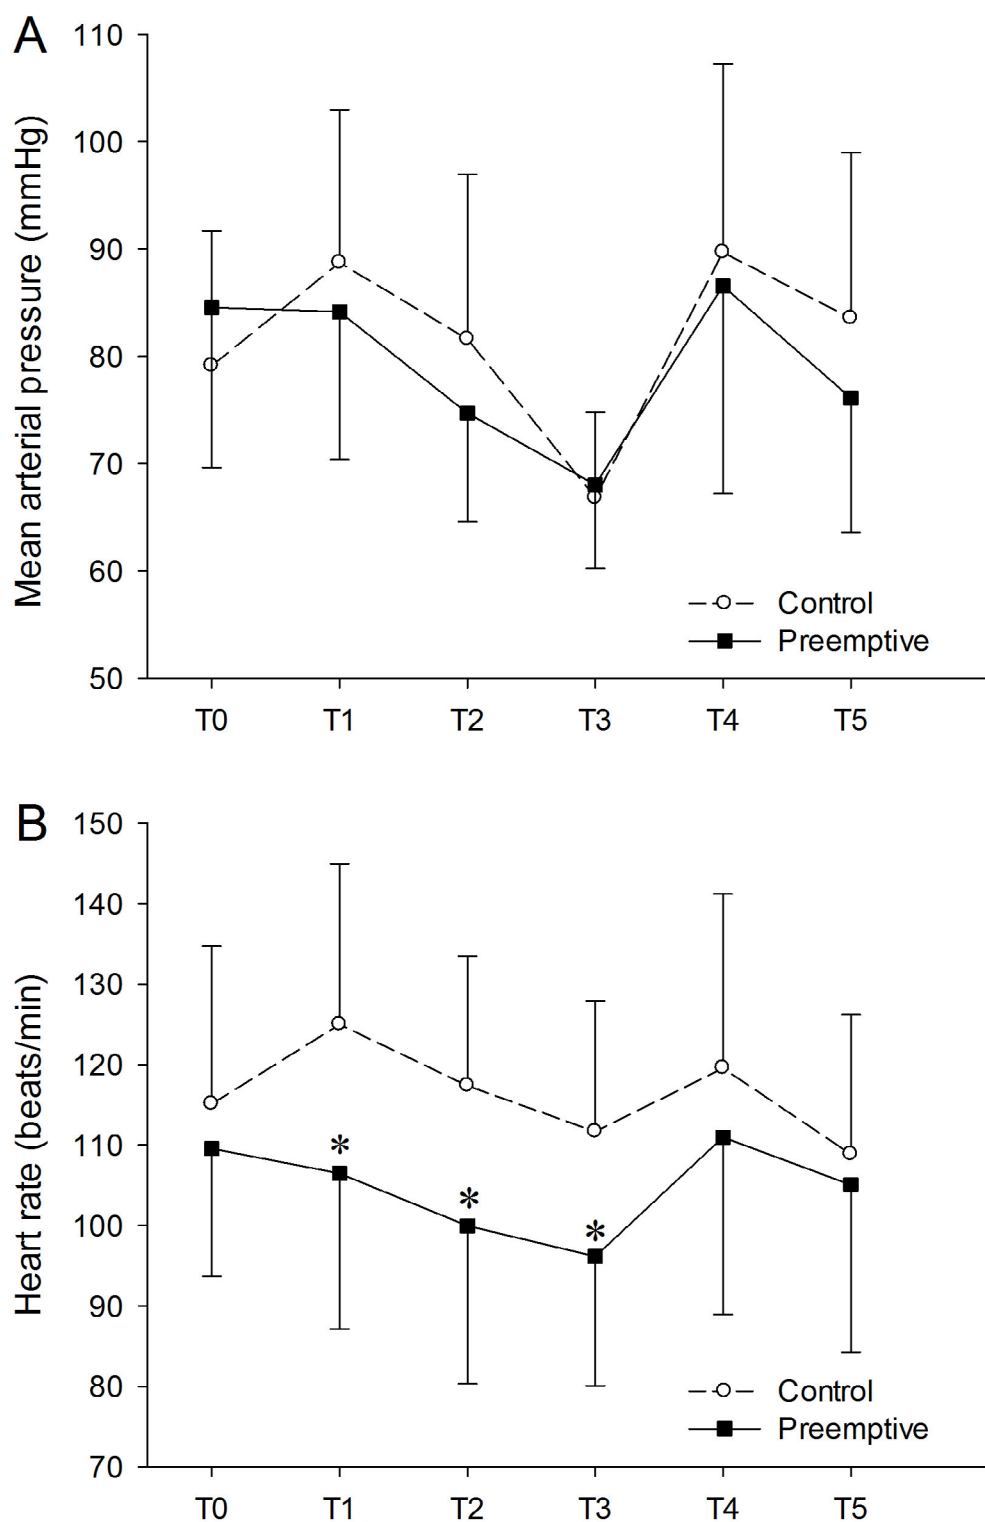 A
110
100
90
80
70
60
50
Mean arterial pressure (mmHg)
Control
Preemptive
T0 T1 T2 T3 T4 T5
B
150
140
130
120
110
100
90
80
70
Heart rate (beats/min)
*
*
*
Control
Preemptive
T0 T1 T2 T3 T4 T5